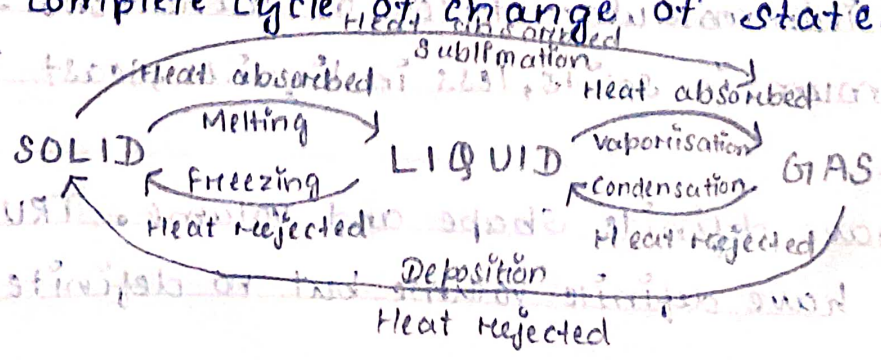 complete cycle of change of state
Heat absorbed
Sublimation
Heat absorbed
Heat absorbed
Melting
Vaporisation
SOLID LIQUID GAS
Freezing
Condensation
Heat rejected
Heat rejected
Deposition
Heat rejected